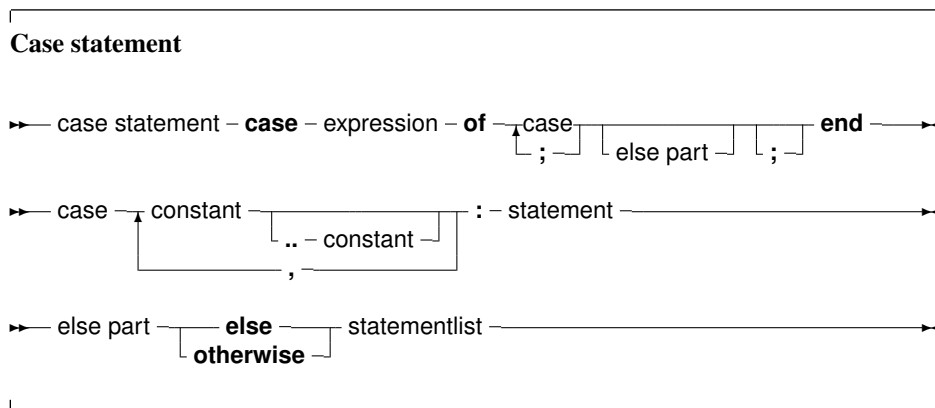 Case statement
case statement case expression of case end
; else part ;
case constant : statement
.. constant
,
else part else statementlist
otherwise